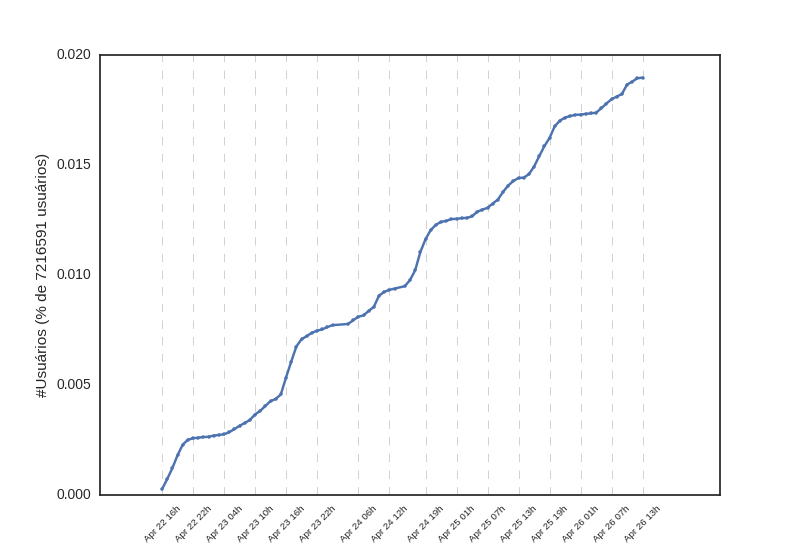 0.020
0.015
0.010
0.005
0.000
#Usuários (% de 7216591 usuários)
Apr 22 16h
Apr 22 22h
Apr 23 04h
Apr 23 10h
Apr 23 16h
Apr 23 22h
Apr 24 06h
Apr 24 12h
Apr 24 19h
Apr 25 01h
Apr 25 07h
Apr 25 13h
Apr 25 19h
Apr 26 01h
Apr 26 07h
Apr 26 13h